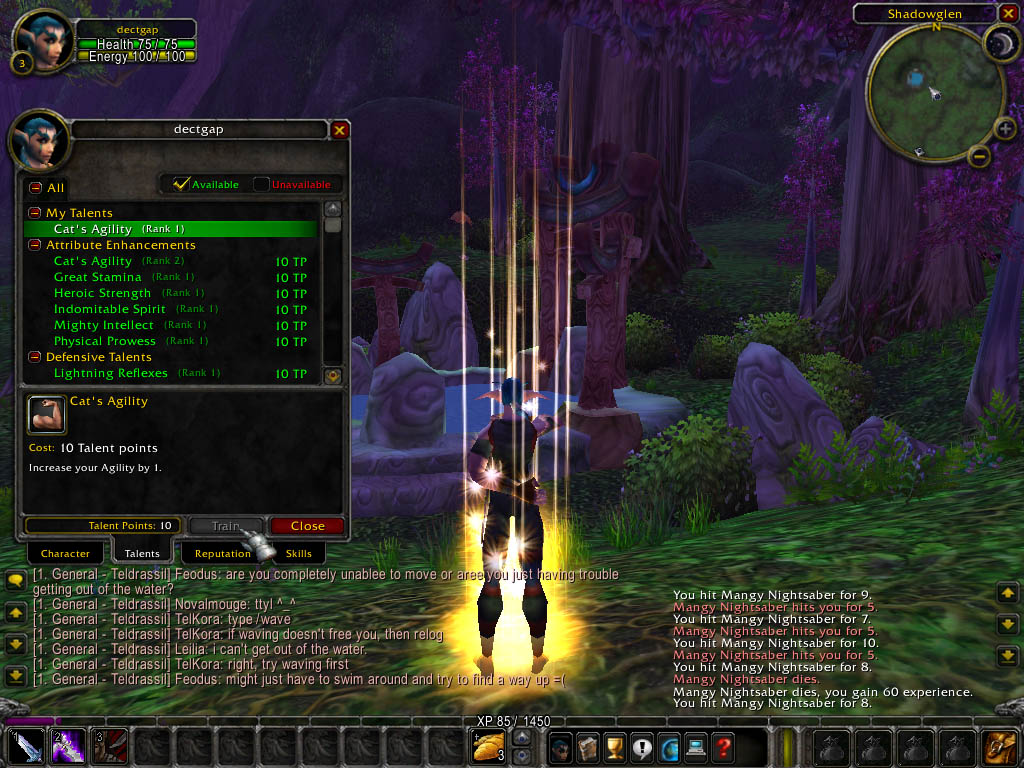 dectgap
Health 75 / 75
Energy 100 / 100
3
Shadowglen
N
dectgap
All
Available
Unavailable
My Talents
Cat's Agility (Rank 1)
Attribute Enhancements
Cat's Agility (Rank 2) 10 TP
Great Stamina (Rank 1) 10 TP
Heroic Strength (Rank 1) 10 TP
Indomitable Spirit (Rank 1) 10 TP
Mighty Intellect (Rank 1) 10 TP
Physical Prowess (Rank 1) 10 TP
Defensive Talents
Lightning Reflexes (Rank 1) 10 TP
Cat's Agility
Cost: 10 Talent points
Increase your Agility by 1.
Talent Points: 10
Train
Close
Character
Talents
Reputation
Skills
[1. General - Teldrassil] Feodus: are you completely unablee to move or aree you just having trouble
getting out of the water?
[1. General - Teldrassil] Novalmouge: ttyl ^_^
[1. General - Teldrassil] TelKora: type /wave
[1. General - Teldrassil] TelKora: if waving doesn't free you, then relog
[1. General - Teldrassil] Leilia: i can't get out of the water.
[1. General - Teldrassil] TelKora: right, try waving first
[1. General - Teldrassil] Feodus: might just have to swim around and try to find a way up =(
You hit Mangy Nightsaber for 9.
Mangy Nightsaber hits you for 5.
You hit Mangy Nightsaber for 7.
Mangy Nightsaber hits you for 5.
You hit Mangy Nightsaber for 10.
Mangy Nightsaber hits you for 5.
You hit Mangy Nightsaber for 8.
Mangy Nightsaber dies.
Mangy Nightsaber dies, you gain 60 experience.
You hit Mangy Nightsaber for 8.
XP 85 / 1450
1
2
3
3